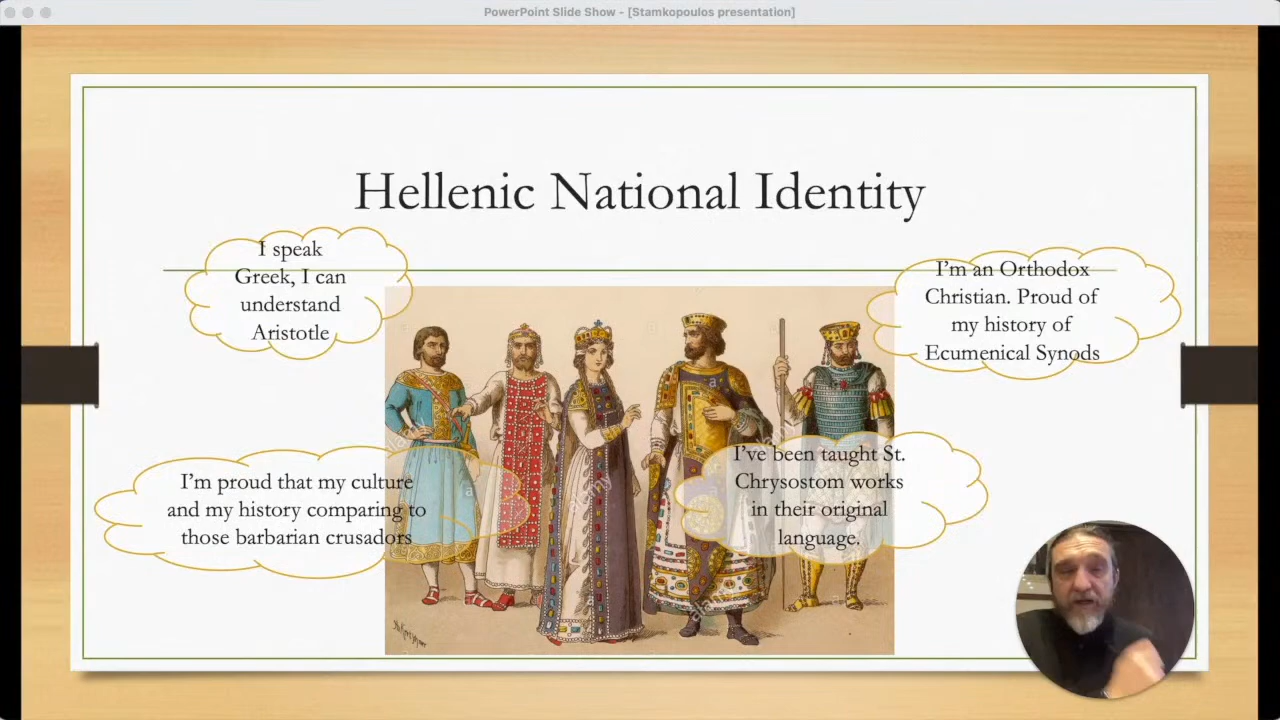 PowerPoint Slide Show - [Stamkopoulos presentation]
Hellenic National Identity
I speak
Greek, I can
understand
Aristotle
I'm an Orthodox
Christian. Proud of
my history of
Ecumenical Synods
I'm proud that my culture
and my history comparing to
those barbarian crusadors
I've been taught St.
Chrysostom works
in their original
language.